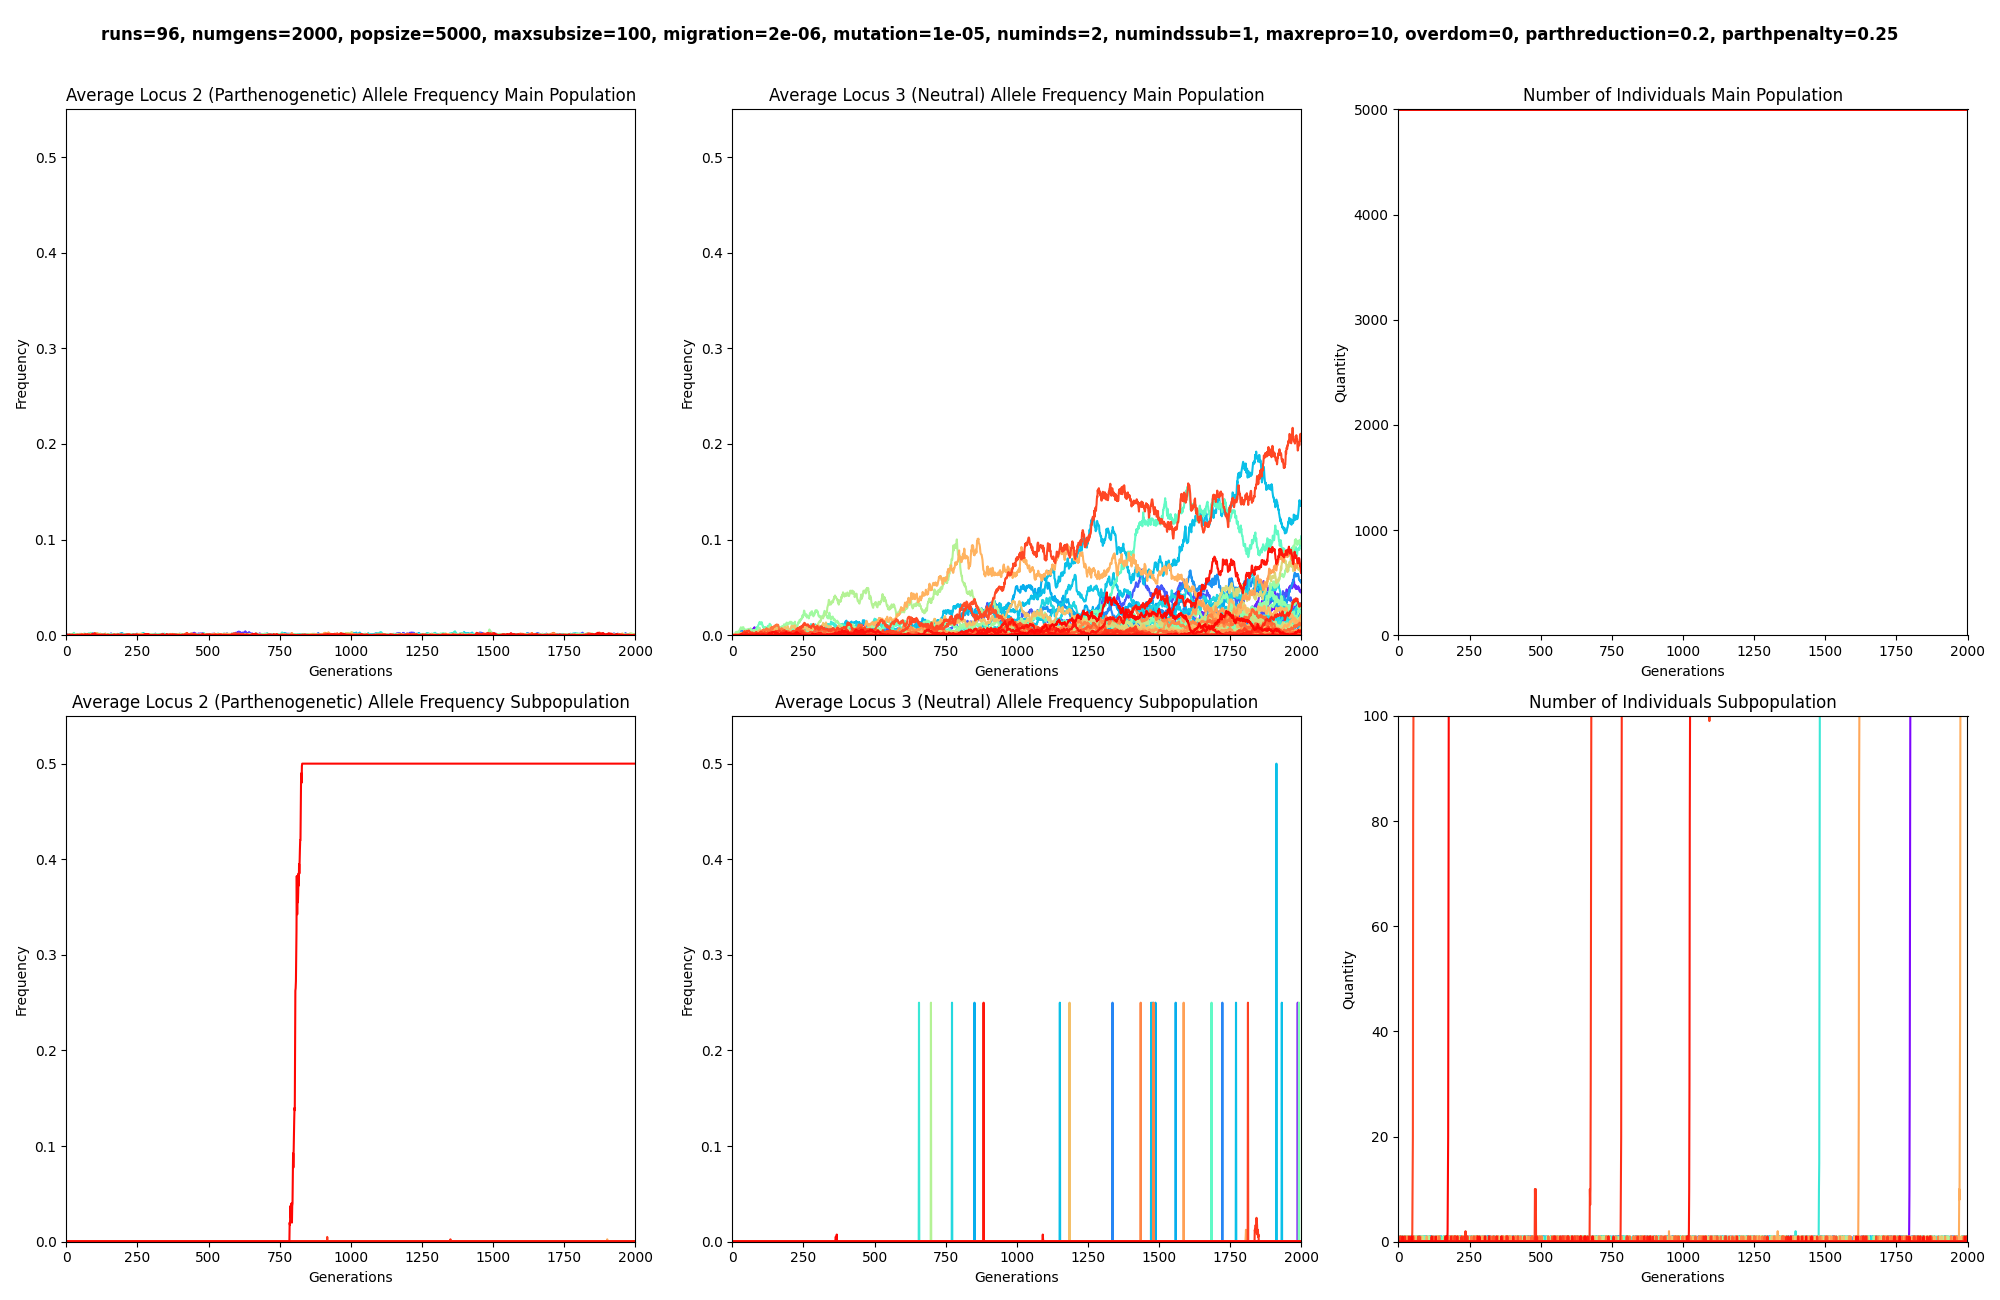 runs=96, numgens=2000, popsize=5000, maxsubsize=100, migration=2e-06, mutation=1e-05, numinds=2, numindssub=1, maxrepro=10, overdom=0, parthreduction=0.2, parthpenalty=0.25
Average Locus 2 (Parthenogenetic) Allele Frequency Main Population
Frequency
0.5
0.4
0.3
0.2
0.1
0.0
0 250 500 750 1000 1250 1500 1750 2000
Generations
Average Locus 3 (Neutral) Allele Frequency Main Population
Frequency
0.5
0.4
0.3
0.2
0.1
0.0
0 250 500 750 1000 1250 1500 1750 2000
Generations
Number of Individuals Main Population
Quantity
5000
4000
3000
2000
1000
0
0 250 500 750 1000 1250 1500 1750 2000
Generations
Average Locus 2 (Parthenogenetic) Allele Frequency Subpopulation
Frequency
0.5
0.4
0.3
0.2
0.1
0.0
0 250 500 750 1000 1250 1500 1750 2000
Generations
Average Locus 3 (Neutral) Allele Frequency Subpopulation
Frequency
0.5
0.4
0.3
0.2
0.1
0.0
0 250 500 750 1000 1250 1500 1750 2000
Generations
Number of Individuals Subpopulation
Quantity
100
80
60
40
20
0
0 250 500 750 1000 1250 1500 1750 2000
Generations